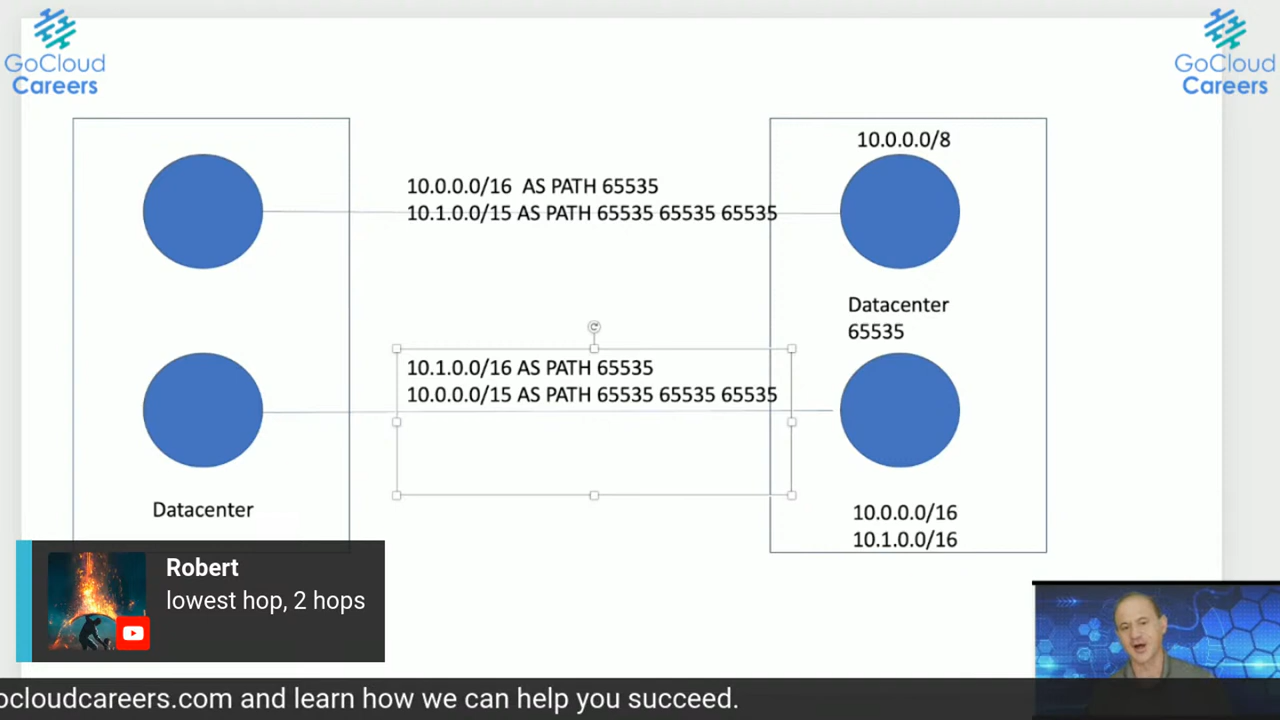 GoCloud
Careers
GoCloud
Careers
10.0.0.0/8
10.0.0.0/16 AS PATH 65535
10.1.0.0/15 AS PATH 65535 65535 65535
Datacenter
65535
10.1.0.0/16 AS PATH 65535
10.0.0.0/15 AS PATH 65535 65535 65535
Datacenter
10.0.0.0/16
10.1.0.0/16
Robert
lowest hop, 2 hops
ocloudcareers.com and learn how we can help you succeed.